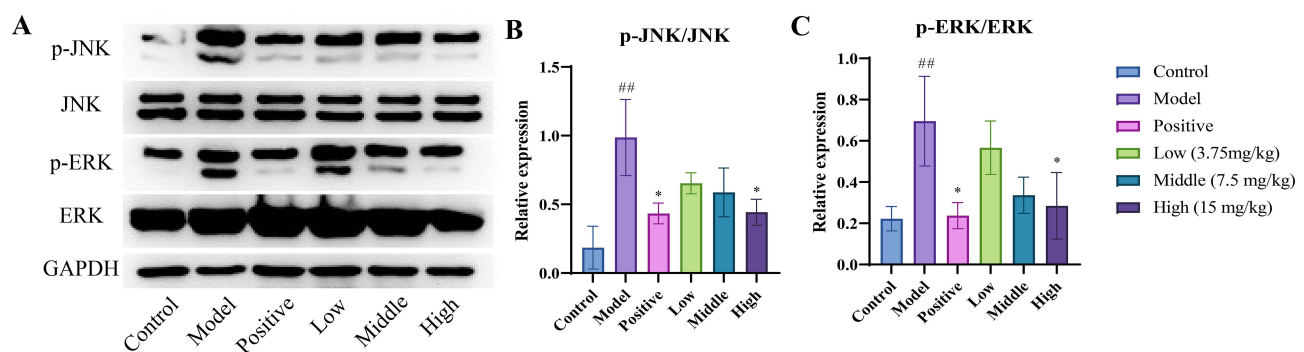 A
p-JNK
JNK
p-ERK
ERK
GAPDH
Control
Model
Positive
Low
Middle
High
B
p-JNK/JNK
Relative expression
1.5
1.0
0.5
0.0
##
*
*
Control
Model
Positive
Low
Middle
High
C
p-ERK/ERK
Relative expression
1.0
0.8
0.6
0.4
0.2
0.0
##
*
*
Control
Model
Positive
Low
Middle
High
Control
Model
Positive
Low (3.75mg/kg)
Middle (7.5 mg/kg)
High (15 mg/kg)